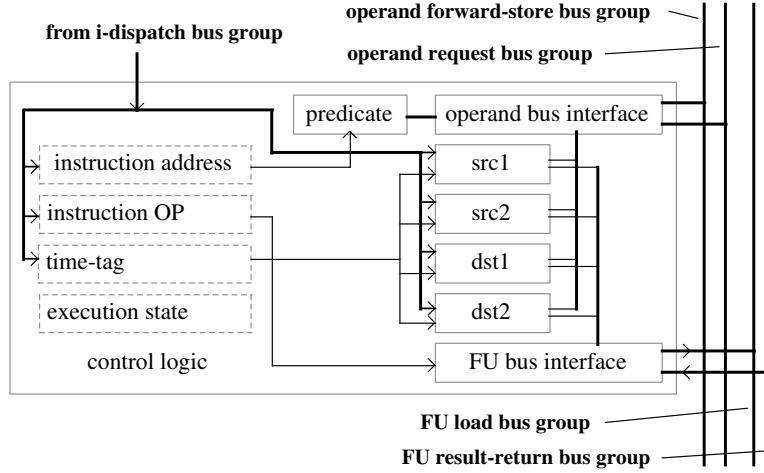 operand forward-store bus group
from i-dispatch bus group
operand request bus group
predicate
operand bus interface
instruction address
src1
instruction OP
src2
time-tag
dst1
execution state
dst2
control logic
FU bus interface
FU load bus group
FU result-return bus group